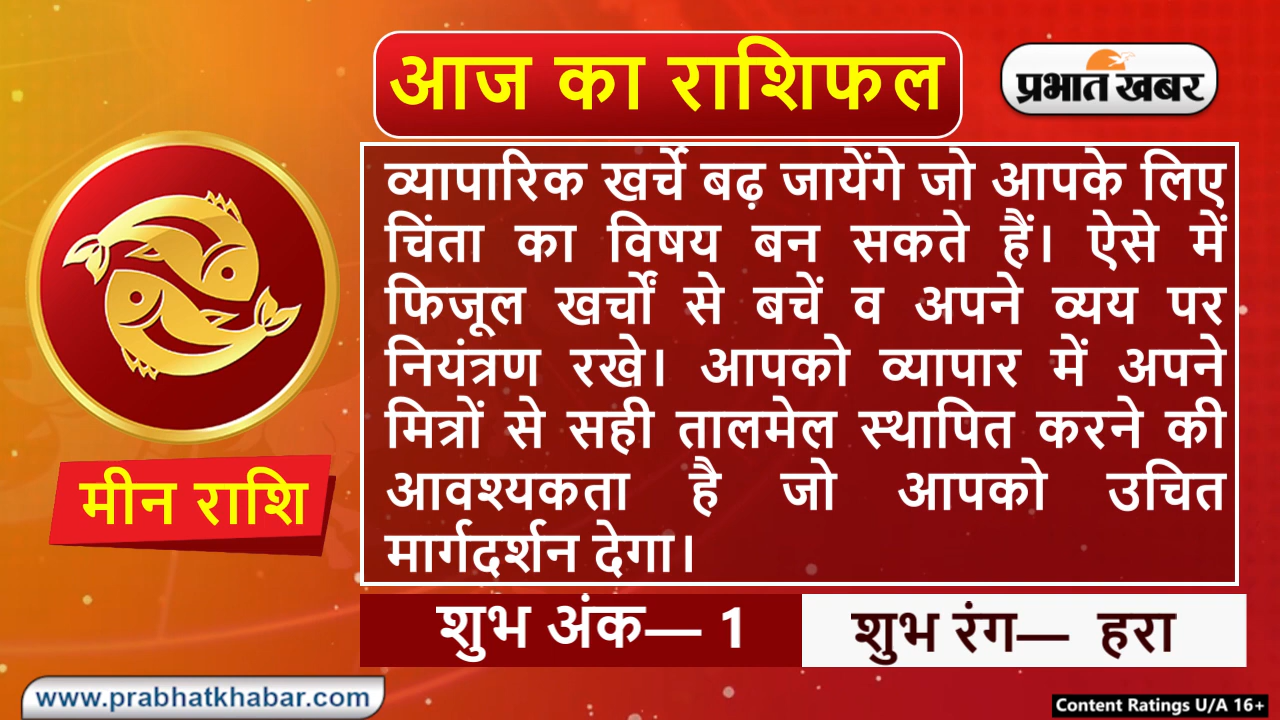 आज का राशिफल
प्रभात खबर
व्यापारिक खर्चे बढ़ जायेंगे जो आपके लिए
चिंता का विषय बन सकते हैं। ऐसे में
फिजूल खर्चों से बचें व अपने व्यय पर
नियंत्रण रखे। आपको व्यापार में अपने
मित्रों से सही तालमेल स्थापित करने की
आवश्यकता है जो आपको उचित
मार्गदर्शन देगा।
मीन राशि
शुभ अंक— 1
शुभ रंग— हरा
www.prabhatkhabar.com
Content Ratings U/A 16+